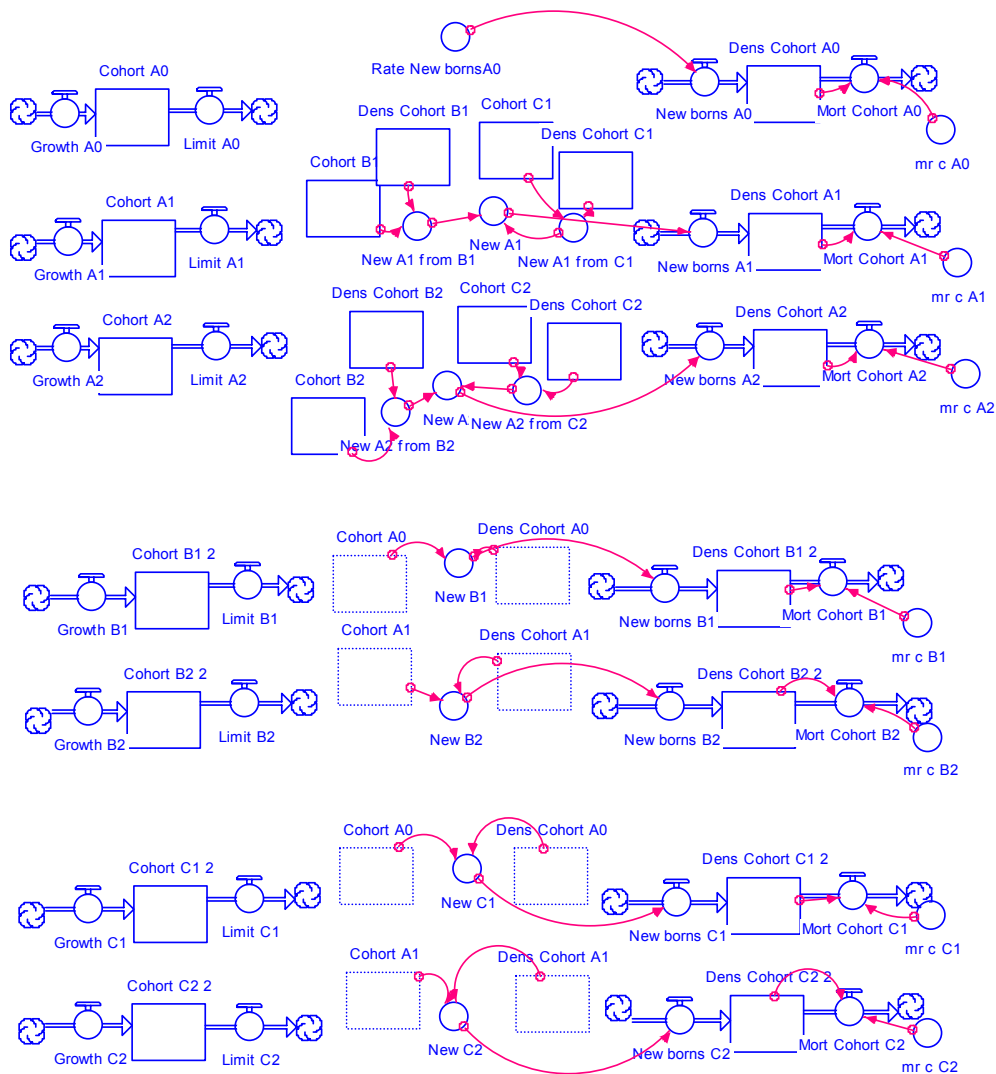 Rate New bornsA0
Cohort A0
Growth A0
Limit A0
Dens Cohort A0
New borns A0
Mort Cohort A0
mr c A0
Cohort A1
Growth A1
Limit A1
Dens Cohort B1
Cohort B1
Cohort C1
Dens Cohort C1
New A1
New A1 from B1
New A1 from C1
Dens Cohort A1
New borns A1
Mort Cohort A1
mr c A1
Cohort A2
Growth A2
Limit A2
Dens Cohort B2
Cohort C2
Dens Cohort C2
Cohort B2
New A
New A2 from C2
New A2 from B2
Dens Cohort A2
New borns A2
Mort Cohort A2
mr c A2
Cohort B1 2
Growth B1
Limit B1
Cohort A0
Dens Cohort A0
New B1
Dens Cohort B1 2
New borns B1
Mort Cohort B1
mr c B1
Cohort B2 2
Growth B2
Limit B2
Cohort A1
Dens Cohort A1
New B2
Dens Cohort B2 2
New borns B2
Mort Cohort B2
mr c B2
Cohort C1 2
Growth C1
Limit C1
Cohort A0
Dens Cohort A0
New C1
Dens Cohort C1 2
New borns C1
Mort Cohort C1
mr c C1
Cohort C2 2
Growth C2
Limit C2
Cohort A1
Dens Cohort A1
New C2
Dens Cohort C2 2
New borns C2
Mort Cohort C2
mr c C2